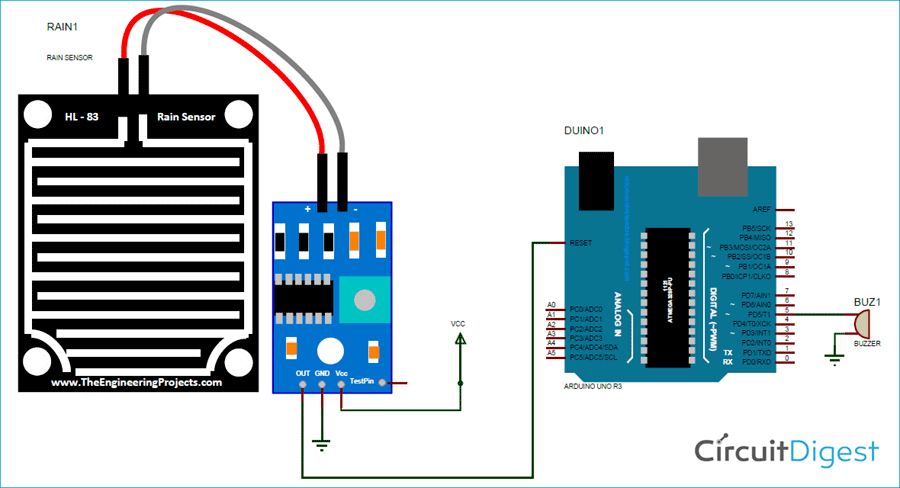 RAIN1
RAIN SENSOR
HL - 83 Rain Sensor
www.TheEngineeringProjects.com
+ -
OUT GND Vcc
TestPin
VCC
DUINO1
RESET
A0 PC0/ADC0
A1 PC1/ADC1
A2 PC2/ADC2
A3 PC3/ADC3
A4 PC4/ADC4/SDA
A5 PC5/ADC5/SCL
ANALOG IN
1121
ATMEGA328P-PU
DIGITAL (~PWM)
AREF
PB5/SCK 13
PB4/MISO 12
~ PB3/MOSI/OC2A 11
~ PB2/SS/OC1B 10
~ PB1/OC1A 9
PB0/ICP1/CLKO 8
PD7/AIN1 7
~ PD6/AIN0 6
~ PD5/T1 5
PD4/T0/XCK 4
~ PD3/INT1 3
PD2/INT0 2
TX PD1/TXD 1
RX PD0/RXD 0
ARDUINO UNO R3
BUZ1
BUZZER
CircuitDigest